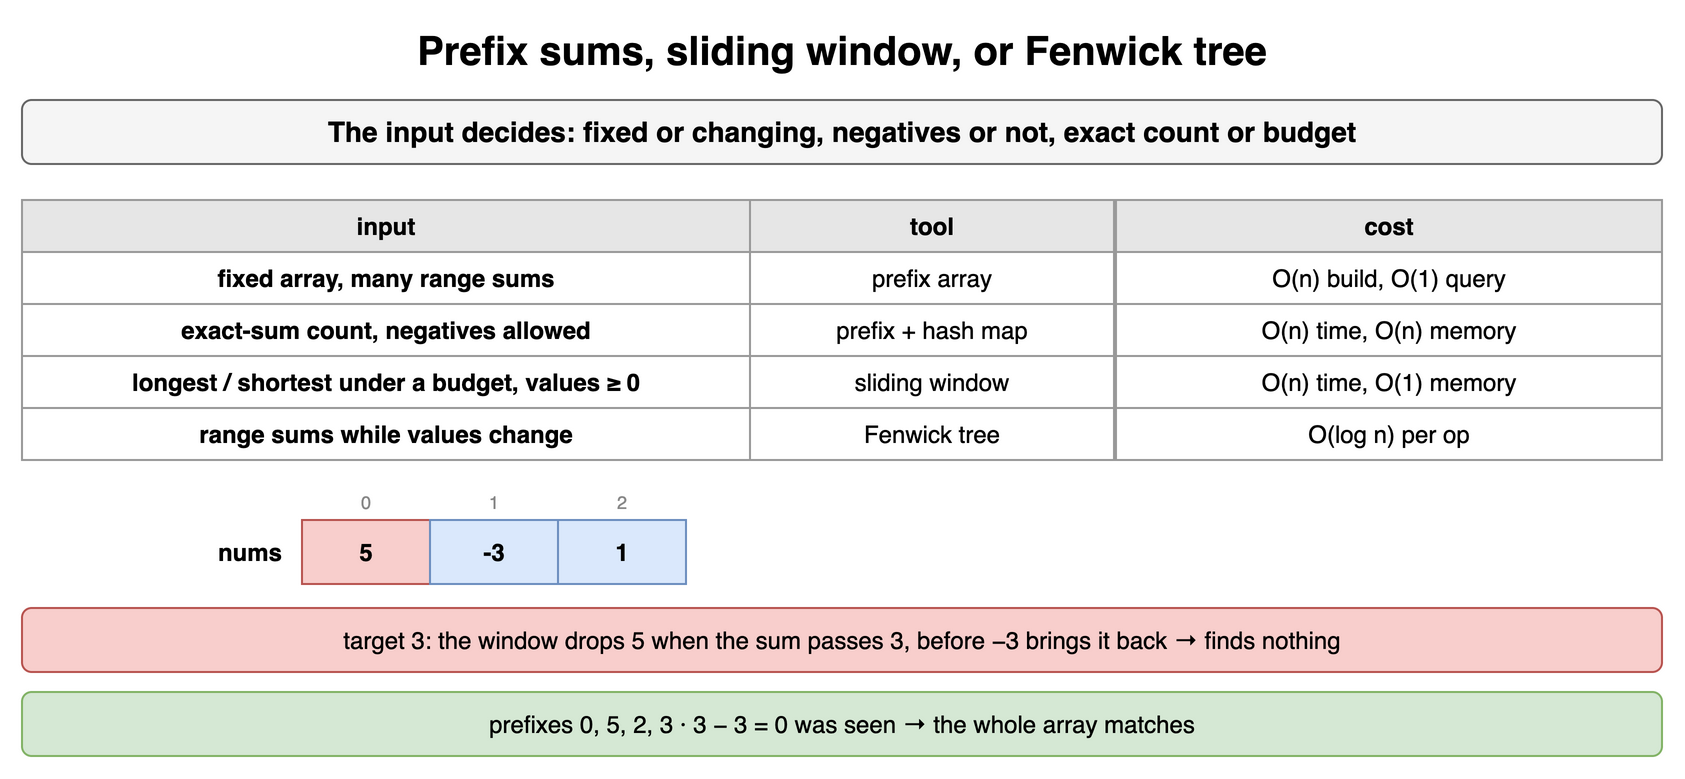 Prefix sums, sliding window, or Fenwick tree
The input decides: fixed or changing, negatives or not, exact count or budget
input tool cost
fixed array, many range sums prefix array O(n) build, O(1) query
exact-sum count, negatives allowed prefix + hash map O(n) time, O(n) memory
longest / shortest under a budget, values ≥ 0 sliding window O(n) time, O(1) memory
range sums while values change Fenwick tree O(log n) per op
0 1 2
nums 5 -3 1
target 3: the window drops 5 when the sum passes 3, before −3 brings it back → finds nothing
prefixes 0, 5, 2, 3 · 3 − 3 = 0 was seen → the whole array matches